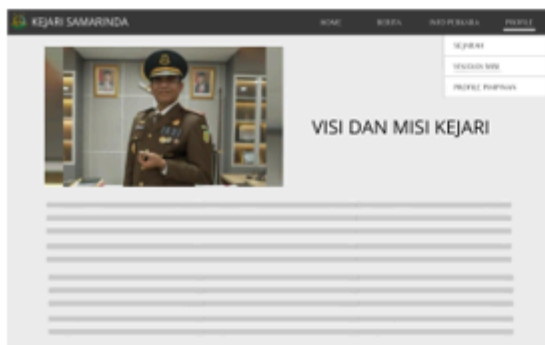 KEJARI SAMARINDA
HOME BERITA INFO PERKARA PROFILE
SEJARAH
VISI DAN MISI
PROFILE PIMPINAN
VISI DAN MISI KEJARI